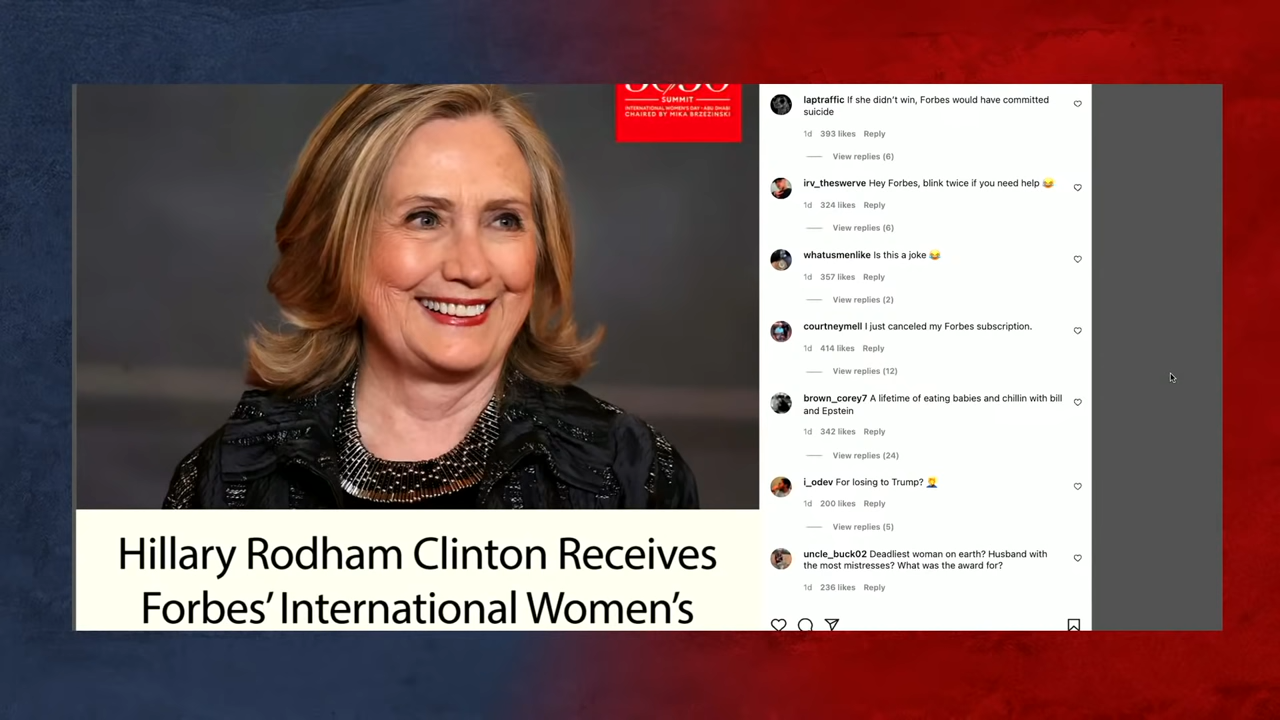 SUMMIT
INTERNATIONAL WOMEN'S DAY · ABU DHABI
CHAIRED BY MIKA BRZEZINSKI
Hillary Rodham Clinton Receives
Forbes' International Women's
laptraffic If she didn't win, Forbes would have committed
suicide
1d 393 likes Reply
View replies (6)
irv_theswerve Hey Forbes, blink twice if you need help 😂
1d 324 likes Reply
View replies (6)
whatusmenlike Is this a joke 😂
1d 357 likes Reply
View replies (2)
courtneymell I just canceled my Forbes subscription.
1d 414 likes Reply
View replies (12)
brown_corey7 A lifetime of eating babies and chillin with bill
and Epstein
1d 342 likes Reply
View replies (24)
i_odev For losing to Trump? 🤦
1d 200 likes Reply
View replies (5)
uncle_buck02 Deadliest woman on earth? Husband with
the most mistresses? What was the award for?
1d 236 likes Reply